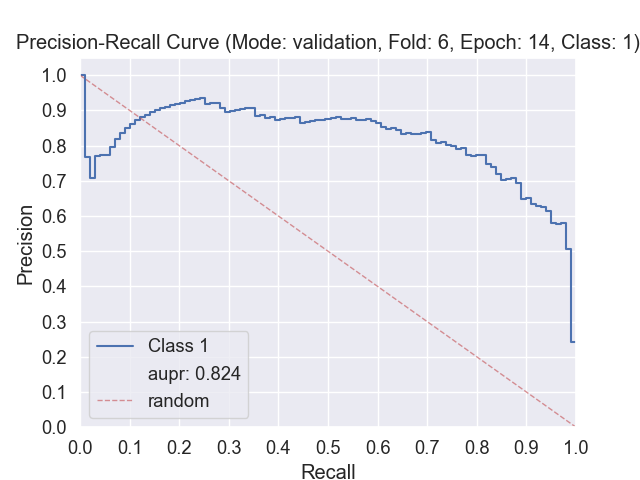 Precision-Recall Curve (Mode: validation, Fold: 6, Epoch: 14, Class: 1)
1.0
0.9
0.8
0.7
0.6
0.5
0.4
0.3
0.2
0.1
0.0
Precision
Class 1
aupr: 0.824
random
0.0 0.1 0.2 0.3 0.4 0.5 0.6 0.7 0.8 0.9 1.0
Recall